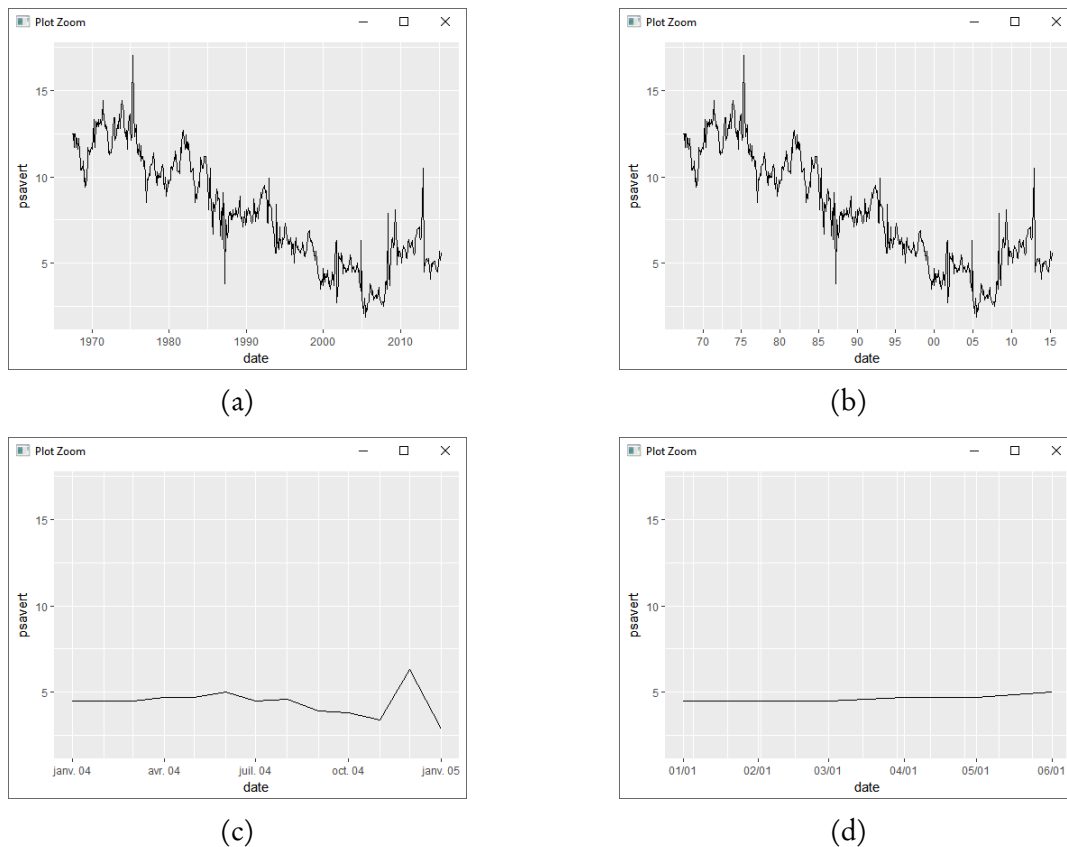 Plot Zoom
psavert
15
10
5
1970 1980 1990 2000 2010
date
(a)
Plot Zoom
psavert
15
10
5
70 75 80 85 90 95 00 05 10 15
date
(b)
Plot Zoom
psavert
15
10
5
janv. 04 avr. 04 juil. 04 oct. 04 janv. 05
date
(c)
Plot Zoom
psavert
15
10
5
01/01 02/01 03/01 04/01 05/01 06/01
date
(d)